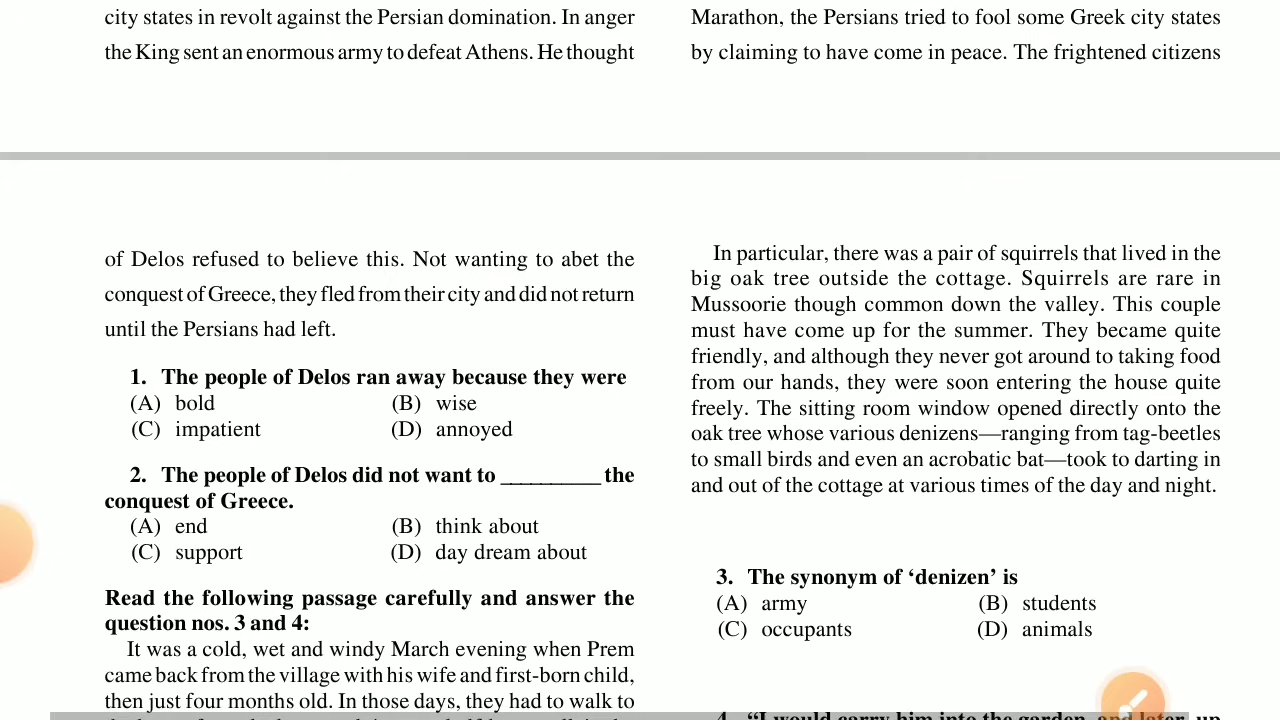 city states in revolt against the Persian domination. In anger
the King sent an enormous army to defeat Athens. He thought
Marathon, the Persians tried to fool some Greek city states
by claiming to have come in peace. The frightened citizens
of Delos refused to believe this. Not wanting to abet the
conquest of Greece, they fled from their city and did not return
until the Persians had left.
1. The people of Delos ran away because they were
(A) bold (B) wise
(C) impatient (D) annoyed
2. The people of Delos did not want to __________ the
conquest of Greece.
(A) end (B) think about
(C) support (D) day dream about
Read the following passage carefully and answer the
question nos. 3 and 4:
It was a cold, wet and windy March evening when Prem
came back from the village with his wife and first-born child,
then just four months old. In those days, they had to walk to
In particular, there was a pair of squirrels that lived in the
big oak tree outside the cottage. Squirrels are rare in
Mussoorie though common down the valley. This couple
must have come up for the summer. They became quite
friendly, and although they never got around to taking food
from our hands, they were soon entering the house quite
freely. The sitting room window opened directly onto the
oak tree whose various denizens—ranging from tag-beetles
to small birds and even an acrobatic bat—took to darting in
and out of the cottage at various times of the day and night.
3. The synonym of ‘denizen’ is
(A) army (B) students
(C) occupants (D) animals
4. “I would carry him into the garden, and later, up